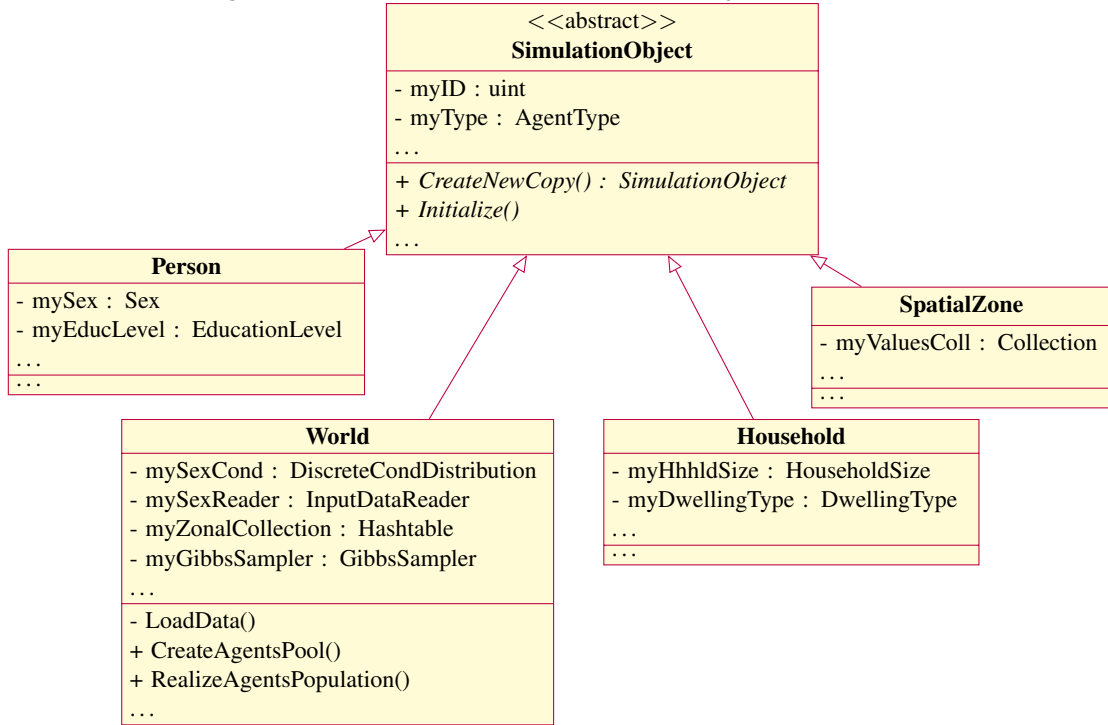 <<abstract>>
SimulationObject
- myID : uint
- myType : AgentType
...
+ CreateNewCopy() : SimulationObject
+ Initialize()
...
Person
- mySex : Sex
- myEducLevel : EducationLevel
...
...
SpatialZone
- myValuesColl : Collection
...
...
World
- mySexCond : DiscreteCondDistribution
- mySexReader : InputDataReader
- myZonalCollection : Hashtable
- myGibbsSampler : GibbsSampler
...
- LoadData()
+ CreateAgentsPool()
+ RealizeAgentsPopulation()
...
Household
- myHhhldSize : HouseholdSize
- myDwellingType : DwellingType
...
...